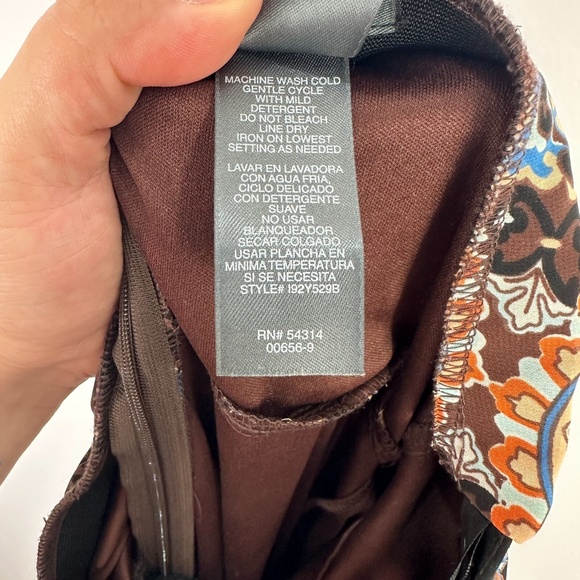 MACHINE WASH COLD
GENTLE CYCLE
WITH MILD
DETERGENT
DO NOT BLEACH
LINE DRY
IRON ON LOWEST
SETTING AS NEEDED
LAVAR EN LAVADORA
CON AGUA FRIA,
CICLO DELICADO
CON DETERGENTE
SUAVE
NO USAR
BLANQUEADOR
SECAR COLGADO
USAR PLANCHA EN
MINIMA TEMPERATURA
SI SE NECESITA
STYLE# I92Y529B
RN# 54314
00656-9